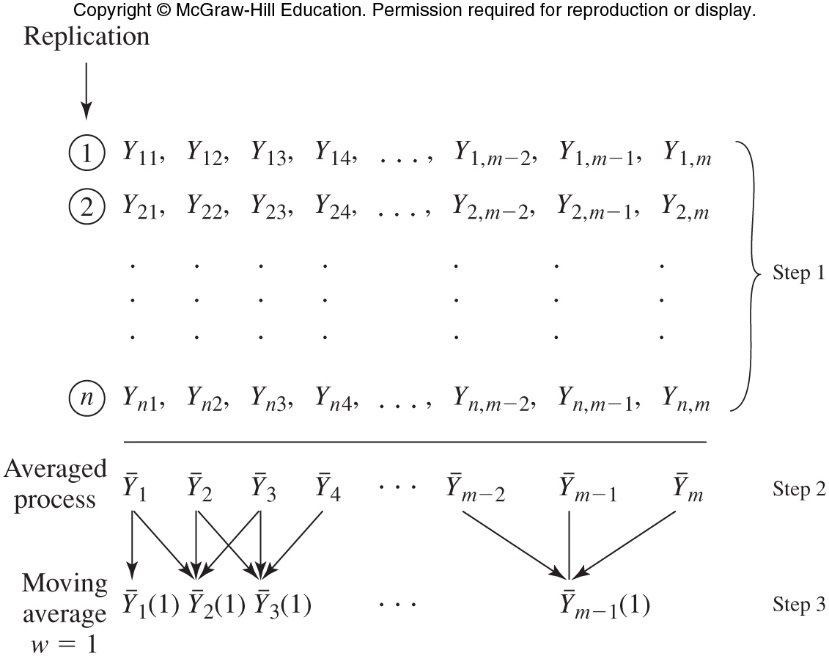 Copyright © McGraw-Hill Education. Permission required for reproduction or display.
Replication
1 Y₁₁, Y₁₂, Y₁₃, Y₁₄, . . . , Y₁,ₘ₋₂, Y₁,ₘ₋₁, Y₁,ₘ
2 Y₂₁, Y₂₂, Y₂₃, Y₂₄, . . . , Y₂,ₘ₋₂, Y₂,ₘ₋₁, Y₂,ₘ
. . . . . . .
. . . . . . . Step 1
. . . . . . .
n Yₙ₁, Yₙ₂, Yₙ₃, Yₙ₄, . . . , Yₙ,ₘ₋₂, Yₙ,ₘ₋₁, Yₙ,ₘ
Averaged
process Ȳ₁ Ȳ₂ Ȳ₃ Ȳ₄ · · · Ȳₘ₋₂ Ȳₘ₋₁ Ȳₘ Step 2
Moving
average Ȳ₁(1) Ȳ₂(1) Ȳ₃(1) · · · Ȳₘ₋₁(1) Step 3
w = 1